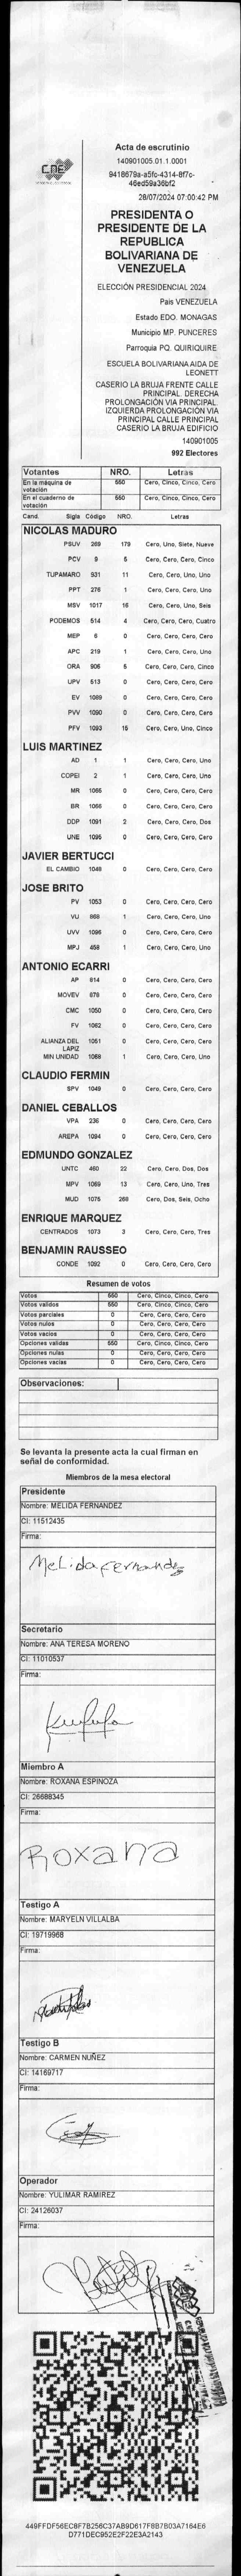 CNE
Acta de escrutinio
140901005.01.1.0001
9418679a-a5fc-4314-8f7c-
46ed59a36bf2
28/07/2024 07:00:42 PM
PRESIDENTA O
PRESIDENTE DE LA
REPUBLICA
BOLIVARIANA DE
VENEZUELA
ELECCIÓN PRESIDENCIAL 2024
País VENEZUELA
Estado EDO. MONAGAS
Municipio MP. PUNCERES
Parroquia PQ. QUIRIQUIRE
ESCUELA BOLIVARIANA AIDA DE
LEONETT
CASERIO LA BRUJA FRENTE CALLE
PRINCIPAL. DERECHA
PROLONGACIÓN VIA PRINCIPAL.
IZQUIERDA PROLONGACIÓN VIA
PRINCIPAL CALLE PRINCIPAL
CASERIO LA BRUJA EDIFICIO
140901005
992 Electores
Votantes NRO. Letras
En la máquina de votación 550 Cero, Cinco, Cinco, Cero
En el cuaderno de votación 550 Cero, Cinco, Cinco, Cero
Cand. Sigla Código NRO. Letras
NICOLAS MADURO
PSUV 269 179 Cero, Uno, Siete, Nueve
PCV 9 5 Cero, Cero, Cero, Cinco
TUPAMARO 931 11 Cero, Cero, Uno, Uno
PPT 276 1 Cero, Cero, Cero, Uno
MSV 1017 16 Cero, Cero, Uno, Seis
PODEMOS 514 4 Cero, Cero, Cero, Cuatro
MEP 6 0 Cero, Cero, Cero, Cero
APC 219 1 Cero, Cero, Cero, Uno
ORA 906 5 Cero, Cero, Cero, Cinco
UPV 513 0 Cero, Cero, Cero, Cero
EV 1089 0 Cero, Cero, Cero, Cero
PVV 1090 0 Cero, Cero, Cero, Cero
PFV 1093 15 Cero, Cero, Uno, Cinco
LUIS MARTINEZ
AD 1 1 Cero, Cero, Cero, Uno
COPEI 2 1 Cero, Cero, Cero, Uno
MR 1065 0 Cero, Cero, Cero, Cero
BR 1066 0 Cero, Cero, Cero, Cero
DDP 1091 2 Cero, Cero, Cero, Dos
UNE 1095 0 Cero, Cero, Cero, Cero
JAVIER BERTUCCI
EL CAMBIO 1048 0 Cero, Cero, Cero, Cero
JOSE BRITO
PV 1053 0 Cero, Cero, Cero, Cero
VU 868 1 Cero, Cero, Cero, Uno
UVV 1096 0 Cero, Cero, Cero, Cero
MPJ 458 1 Cero, Cero, Cero, Uno
ANTONIO ECARRI
AP 814 0 Cero, Cero, Cero, Cero
MOVEV 978 0 Cero, Cero, Cero, Cero
CMC 1050 0 Cero, Cero, Cero, Cero
FV 1062 0 Cero, Cero, Cero, Cero
ALIANZA DEL LAPIZ 1051 0 Cero, Cero, Cero, Cero
MIN UNIDAD 1068 1 Cero, Cero, Cero, Uno
CLAUDIO FERMIN
SPV 1049 0 Cero, Cero, Cero, Cero
DANIEL CEBALLOS
VPA 236 0 Cero, Cero, Cero, Cero
AREPA 1094 0 Cero, Cero, Cero, Cero
EDMUNDO GONZALEZ
UNTC 460 22 Cero, Cero, Dos, Dos
MPV 1069 13 Cero, Cero, Uno, Tres
MUD 1075 268 Cero, Dos, Seis, Ocho
ENRIQUE MARQUEZ
CENTRADOS 1073 3 Cero, Cero, Cero, Tres
BENJAMIN RAUSSEO
CONDE 1092 0 Cero, Cero, Cero, Cero
Resumen de votos
Votos 550 Cero, Cinco, Cinco, Cero
Votos validos 550 Cero, Cinco, Cinco, Cero
Votos parciales 0 Cero, Cero, Cero, Cero
Votos nulos 0 Cero, Cero, Cero, Cero
Votos vacios 0 Cero, Cero, Cero, Cero
Opciones validas 550 Cero, Cinco, Cinco, Cero
Opciones nulas 0 Cero, Cero, Cero, Cero
Opciones vacias 0 Cero, Cero, Cero, Cero
Observaciones:
Se levanta la presente acta la cual firman en
señal de conformidad.
Miembros de la mesa electoral
Presidente
Nombre: MELIDA FERNANDEZ
CI: 11512435
Firma:
Melida Fernandez
Secretario
Nombre: ANA TERESA MORENO
CI: 11010537
Firma:
Miembro A
Nombre: ROXANA ESPINOZA
CI: 26688345
Firma:
Roxana
Testigo A
Nombre: MARYELN VILLALBA
CI: 19719968
Firma:
Testigo B
Nombre: CARMEN NUÑEZ
CI: 14169717
Firma:
Operador
Nombre: YULIMAR RAMIREZ
CI: 24126037
Firma:
449FFDF56EC8F7B256C37AB9D617F8B7B03A7164E6
D771DEC952E2F22E3A2143